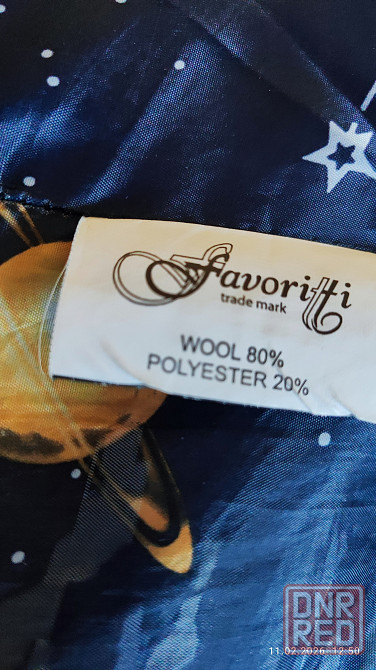 Favoritti
trade mark
WOOL 80%
POLYESTER 20%
DNR
RED
11.02.2026 12:50